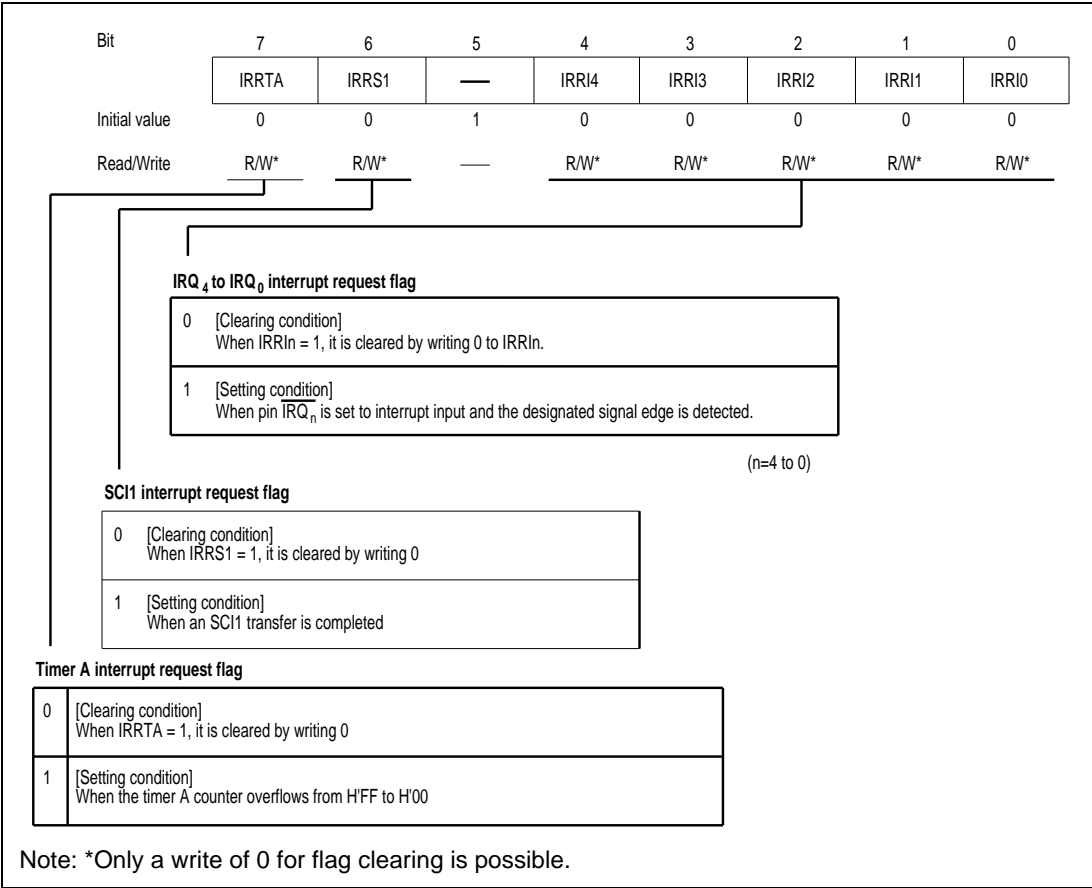 Bit 7 6 5 4 3 2 1 0
IRRTA IRRS1 — IRRI4 IRRI3 IRRI2 IRRI1 IRRI0
Initial value 0 0 1 0 0 0 0 0
Read/Write R/W* R/W* — R/W* R/W* R/W* R/W* R/W*
IRQ4 to IRQ0 interrupt request flag
0 [Clearing condition]
When IRRIn = 1, it is cleared by writing 0 to IRRIn.
1 [Setting condition]
When pin IRQn is set to interrupt input and the designated signal edge is detected.
(n=4 to 0)
SCI1 interrupt request flag
0 [Clearing condition]
When IRRS1 = 1, it is cleared by writing 0
1 [Setting condition]
When an SCI1 transfer is completed
Timer A interrupt request flag
0 [Clearing condition]
When IRRTA = 1, it is cleared by writing 0
1 [Setting condition]
When the timer A counter overflows from H'FF to H'00
Note: *Only a write of 0 for flag clearing is possible.